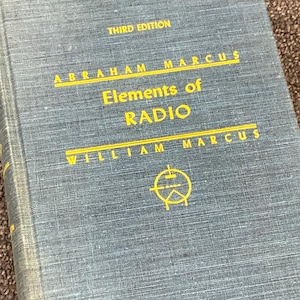 THIRD EDITION
ABRAHAM MARCUS
Elements of
RADIO
WILLIAM MARCUS